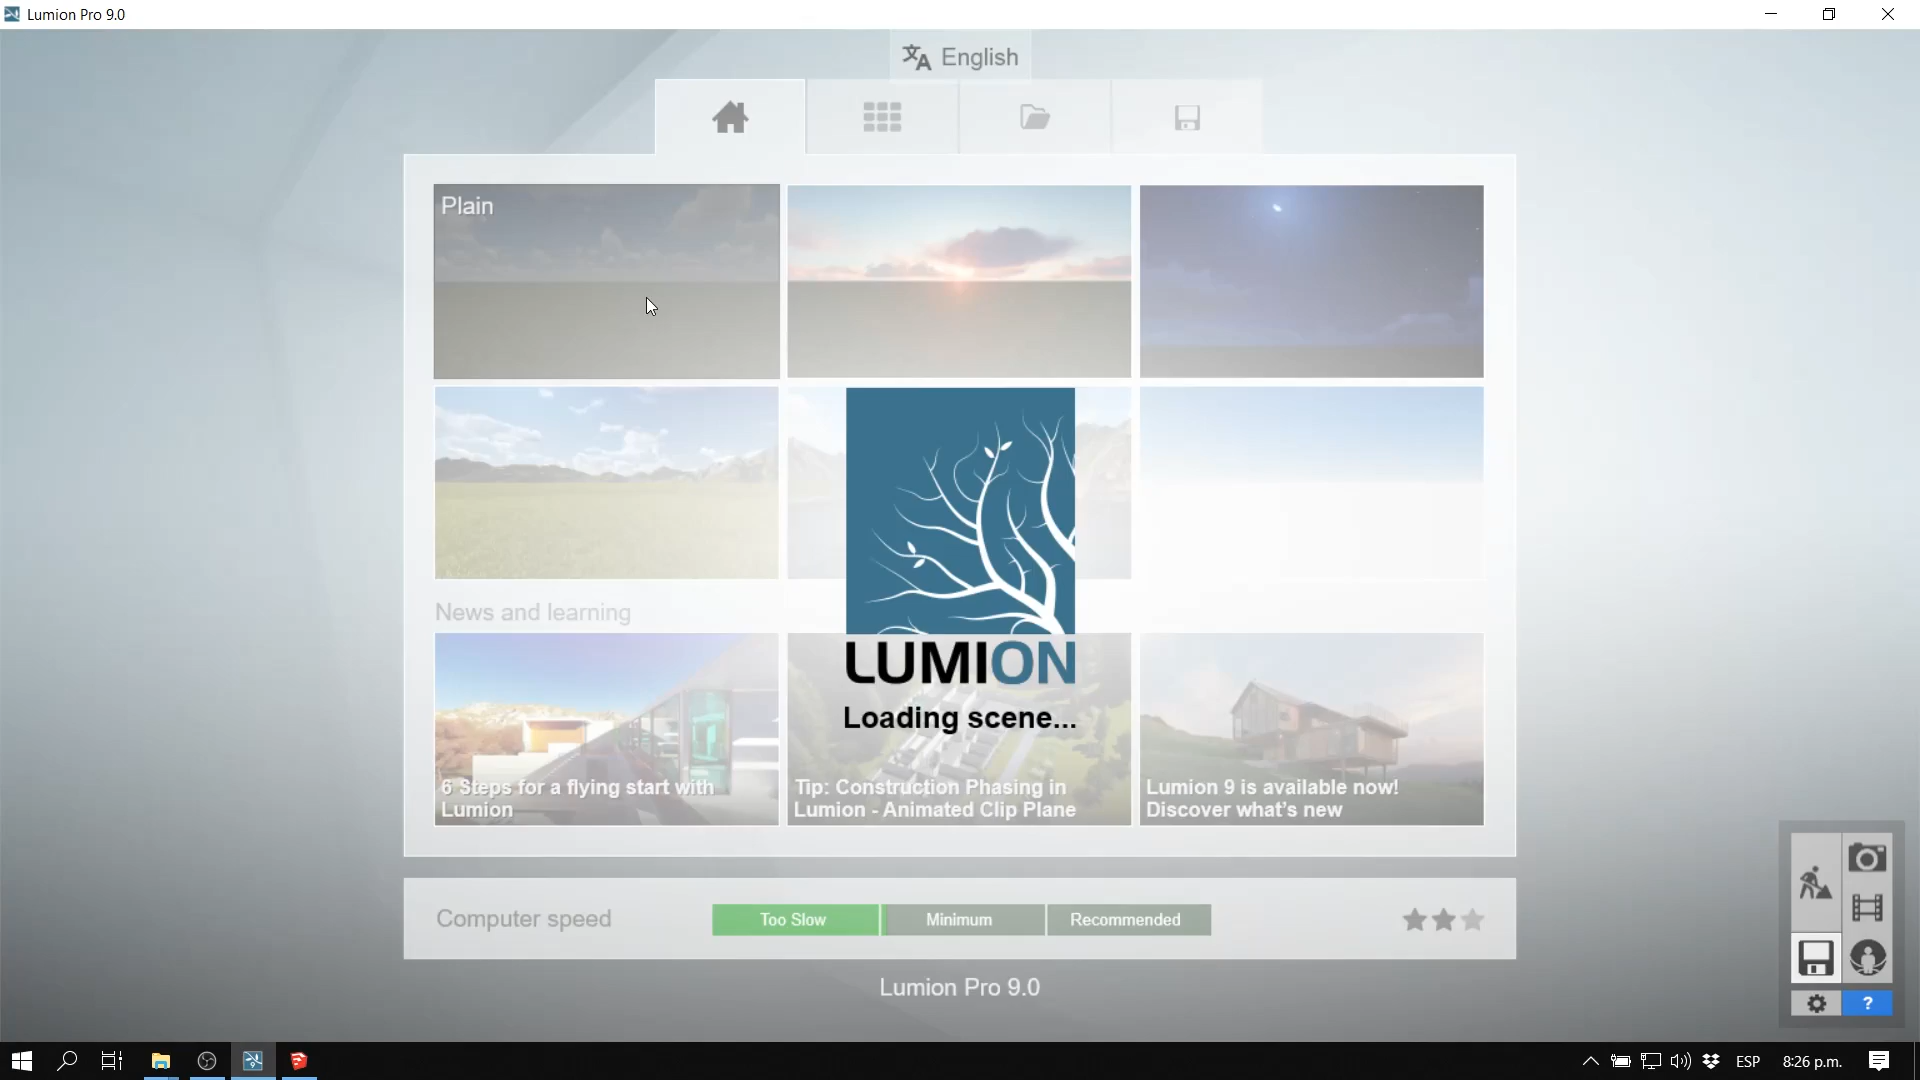 Lumion Pro 9.0
English
Plain
News and learning
LUMION
Loading scene...
6 Steps for a flying start with
Lumion
Tip: Construction Phasing in
Lumion - Animated Clip Plane
Lumion 9 is available now!
Discover what's new
Computer speed
Too Slow
Minimum
Recommended
Lumion Pro 9.0
?
9
ESP
8:26 p.m.